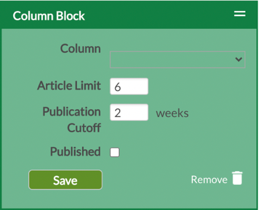 Column Block
Column
Article Limit 6
Publication
Cutoff 2 weeks
Published
Save Remove